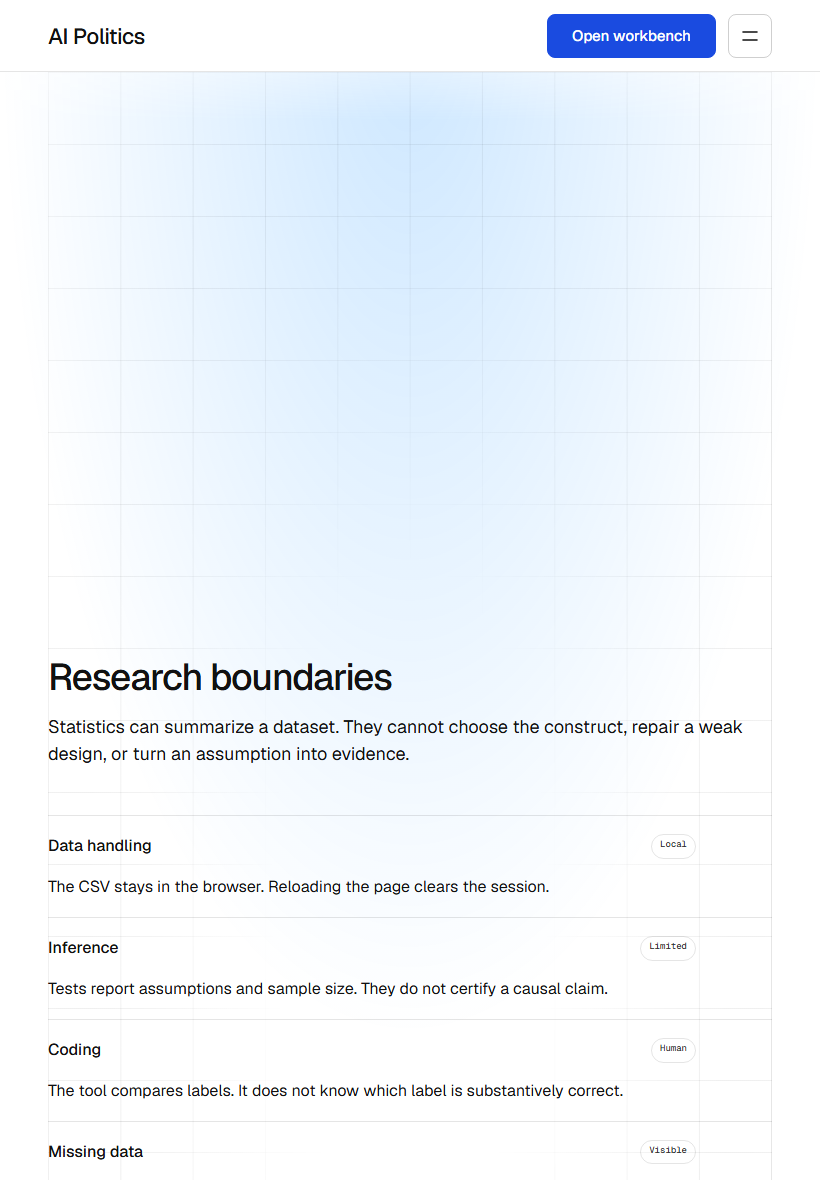 AI Politics
Open workbench
Research boundaries
Statistics can summarize a dataset. They cannot choose the construct, repair a weak
design, or turn an assumption into evidence.
Data handling
Local
The CSV stays in the browser. Reloading the page clears the session.
Inference
Limited
Tests report assumptions and sample size. They do not certify a causal claim.
Coding
Human
The tool compares labels. It does not know which label is substantively correct.
Missing data
Visible